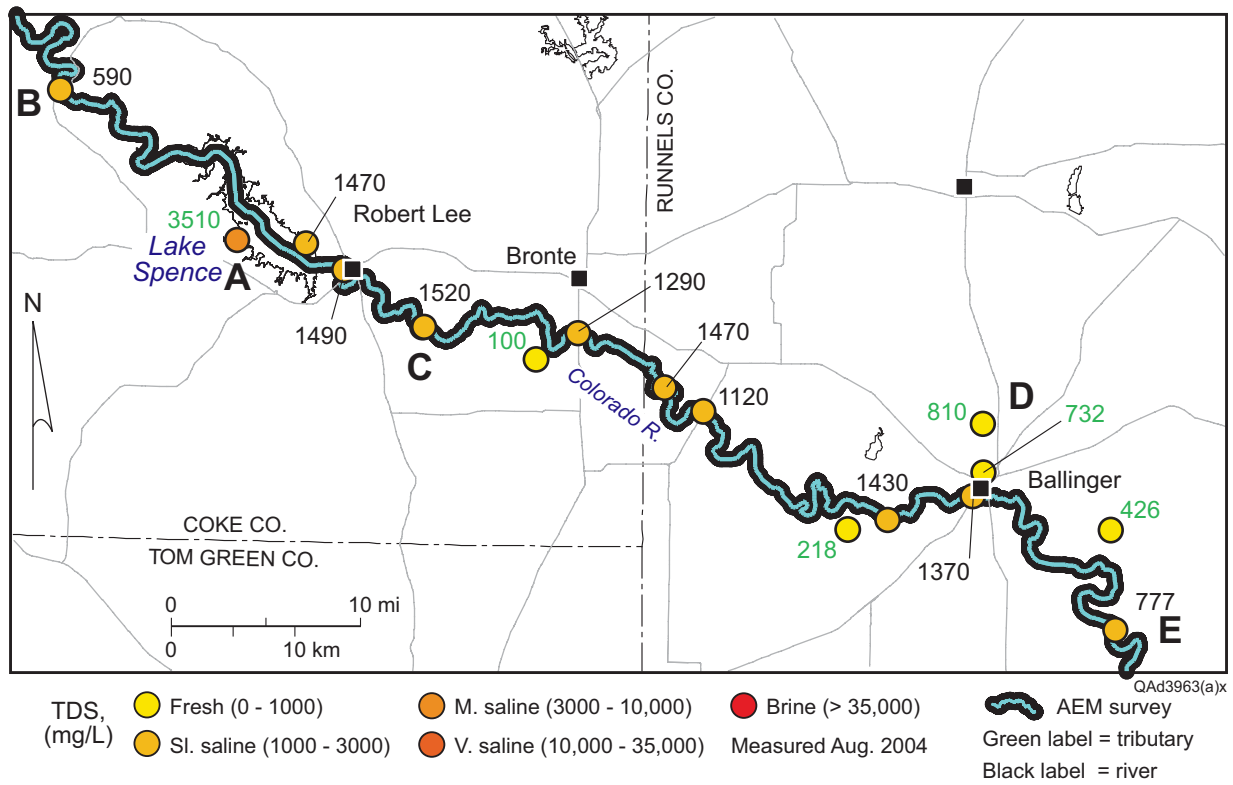 590
B
1470
Robert Lee
RUNNELS CO.
3510
Lake
Spence
A
Bronte
1290
N
1520
1490
100
C
1470
Colorado R.
1120
D
810
732
1430
Ballinger
426
218
COKE CO.
TOM GREEN CO.
1370
777
E
0 10 mi
0 10 km
QAd3963(a)x
TDS,
(mg/L)
Fresh (0 - 1000)
Sl. saline (1000 - 3000)
M. saline (3000 - 10,000)
V. saline (10,000 - 35,000)
Brine (> 35,000)
Measured Aug. 2004
AEM survey
Green label = tributary
Black label = river